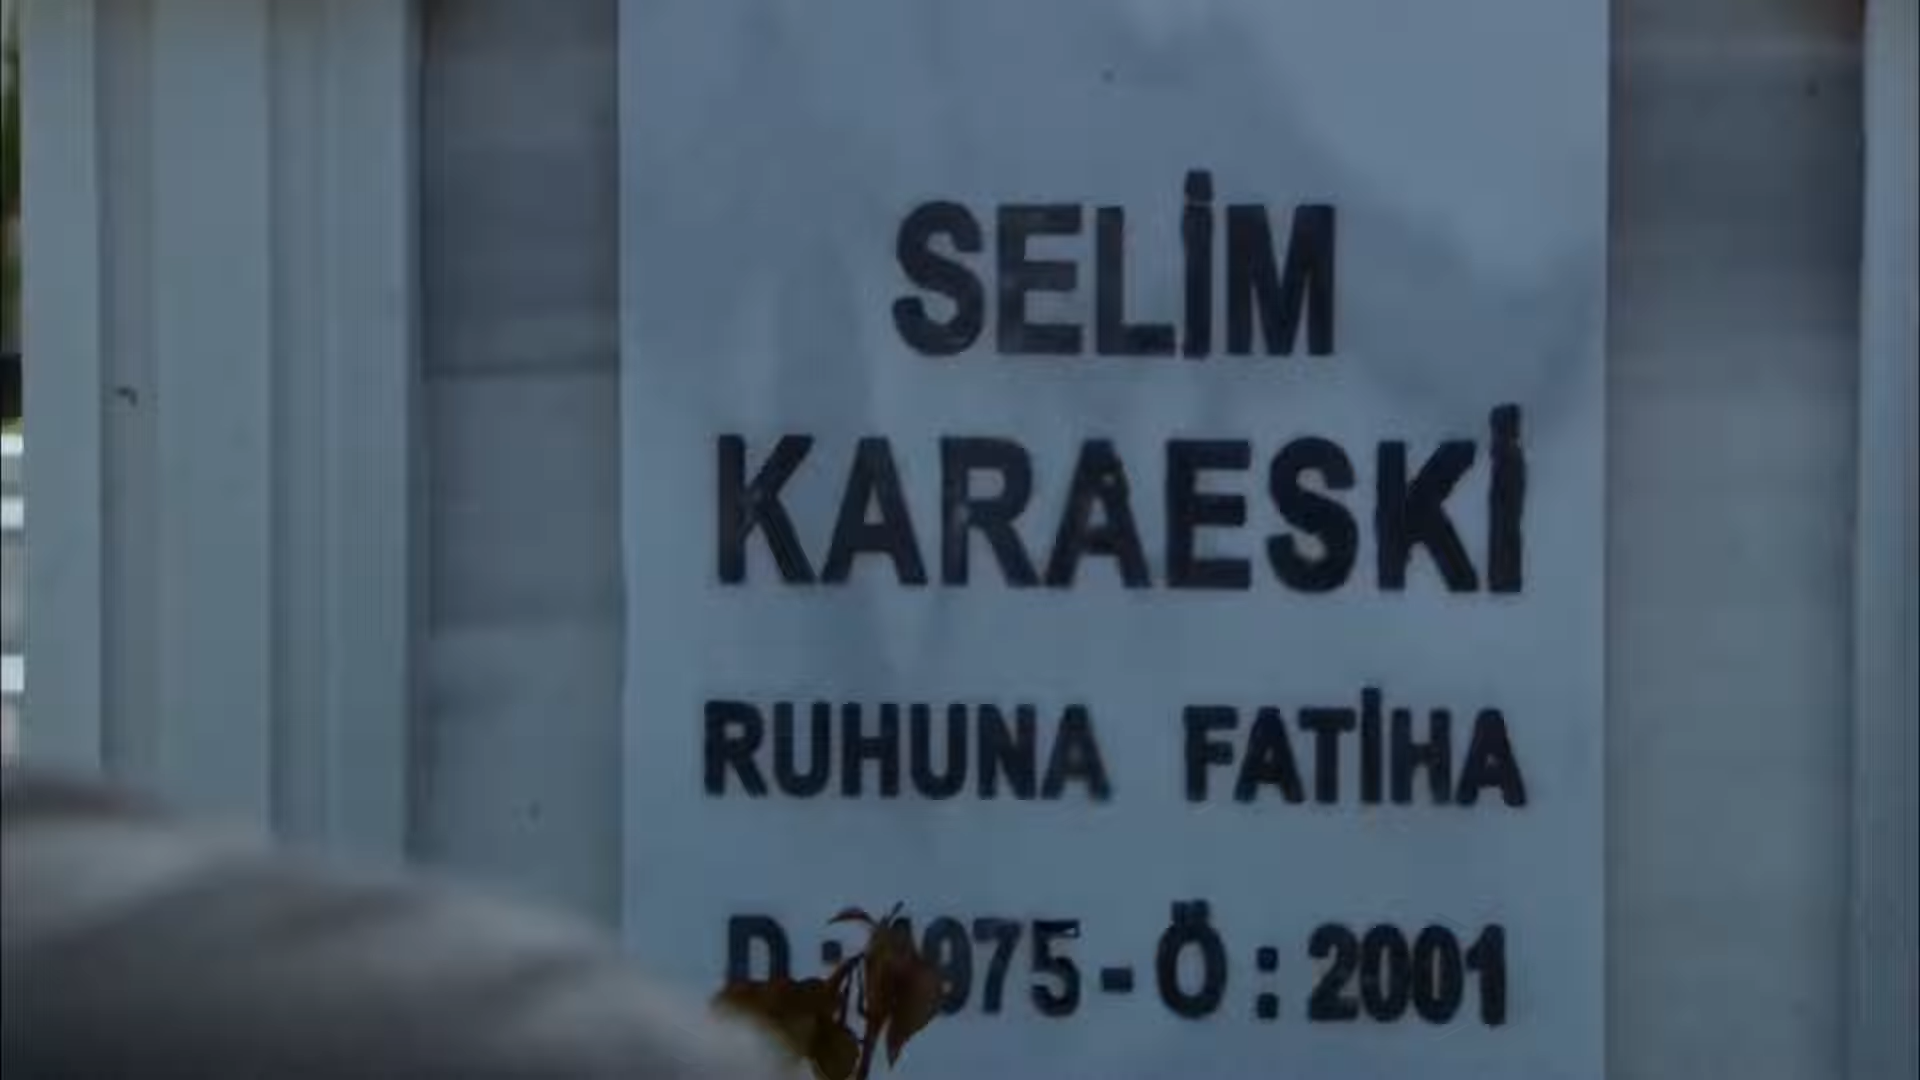 SELİM
KARAESKİ
RUHUNA FATİHA
D : 1975 - Ö : 2001